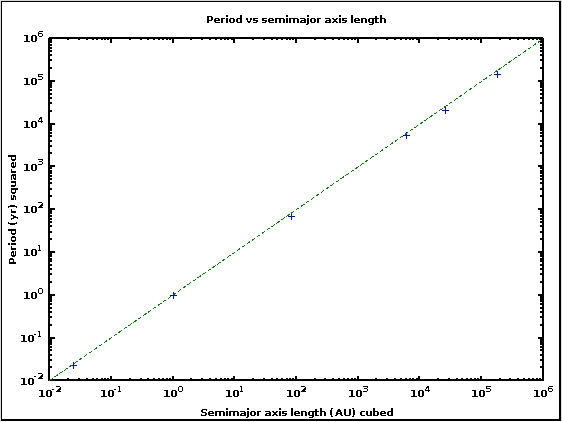 Period vs semimajor axis length
10^6
10^5
10^4
10^3
10^2
10^1
10^0
10^-1
10^-2
Period (yr) squared
10^-2 10^-1 10^0 10^1 10^2 10^3 10^4 10^5 10^6
Semimajor axis length (AU) cubed